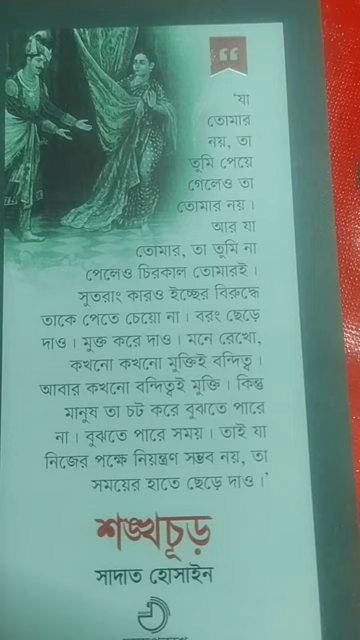 ‘যা
তোমার
নয়, তা
তুমি পেয়ে
গেলেও তা
তোমার নয়।
আর যা
তোমার, তা তুমি না
পেলেও চিরকাল তোমারই।
সুতরাং কারও ইচ্ছের বিরুদ্ধে
তাকে পেতে চেয়ো না। বরং ছেড়ে
দাও। মুক্ত করে দাও। মনে রেখো,
কখনো কখনো মুক্তিই বন্দিত্ব।
আবার কখনো বন্দিত্বই মুক্তি। কিন্তু
মানুষ তা চট করে বুঝতে পারে
না। বুঝতে পারে সময়। তাই যা
নিজের পক্ষে নিয়ন্ত্রণ সম্ভব নয়, তা
সময়ের হাতে ছেড়ে দাও।’
শঙ্খচূড়
সাদাত হোসাইন